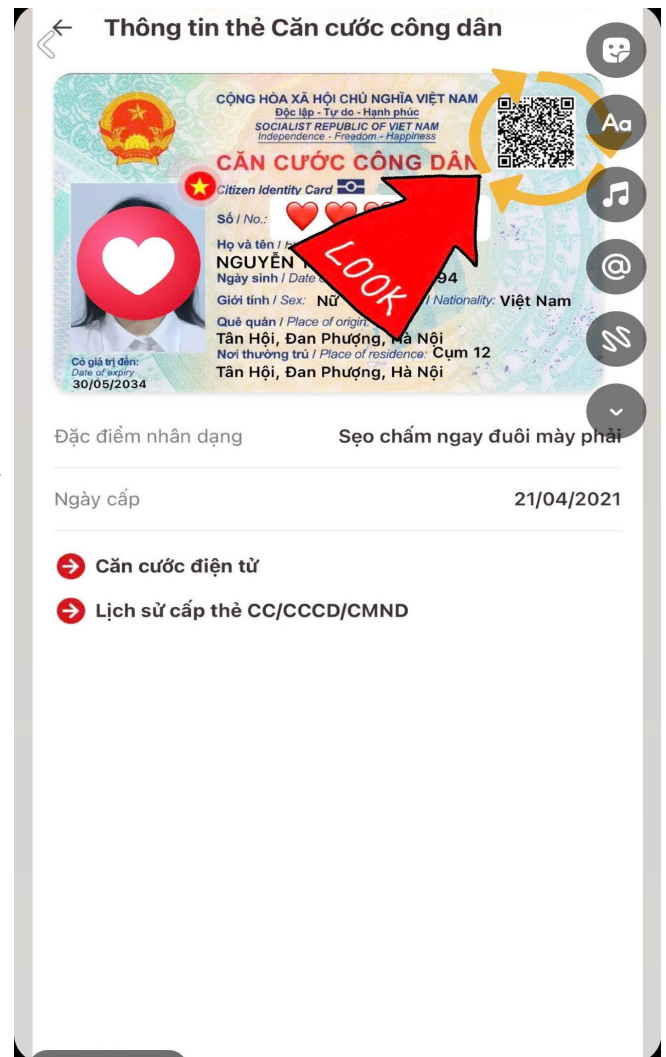 Thông tin thẻ Căn cước công dân
CỘNG HÒA XÃ HỘI CHỦ NGHĨA VIỆT NAM
Độc lập - Tự do - Hạnh phúc
SOCIALIST REPUBLIC OF VIET NAM
Independence - Freedom - Happiness
CĂN CƯỚC CÔNG DÂN
Citizen Identity Card
Số / No.:
Họ và tên /
NGUYỄN
Ngày sinh / Date 94
Giới tính / Sex: Nữ / Nationality: Việt Nam
Quê quán / Place of origin:
Tân Hội, Đan Phượng, Hà Nội
Nơi thường trú / Place of residence: Cụm 12
Tân Hội, Đan Phượng, Hà Nội
Có giá trị đến:
Date of expiry
30/05/2034
LOOK
Aa
Đặc điểm nhân dạng Sẹo chấm ngay đuôi mày phải
Ngày cấp 21/04/2021
Căn cước điện tử
Lịch sử cấp thẻ CC/CCCD/CMND